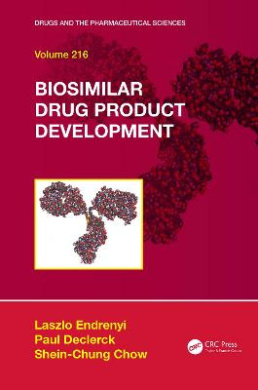 DRUGS AND THE PHARMACEUTICAL SCIENCES
Volume 216
BIOSIMILAR
DRUG PRODUCT
DEVELOPMENT
Laszlo Endrenyi
Paul Declerck
Shein-Chung Chow
CRC Press
Taylor & Francis Group